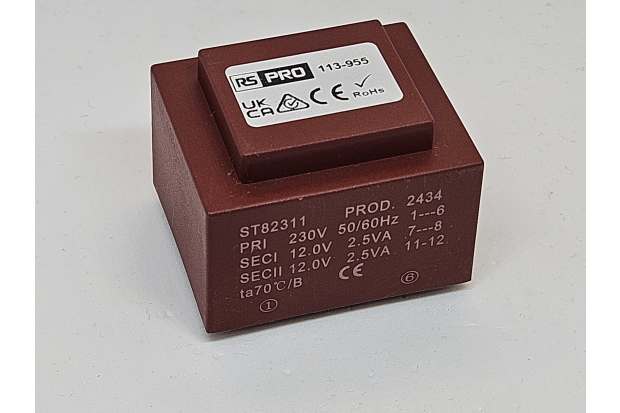 RS PRO 113-955
UK
CA CE RoHS
ST82311 PROD. 2434
PRI 230V 50/60Hz 1---6
SECI 12.0V 2.5VA 7---8
SECII 12.0V 2.5VA 11-12
ta70℃/B CE
① ⑥